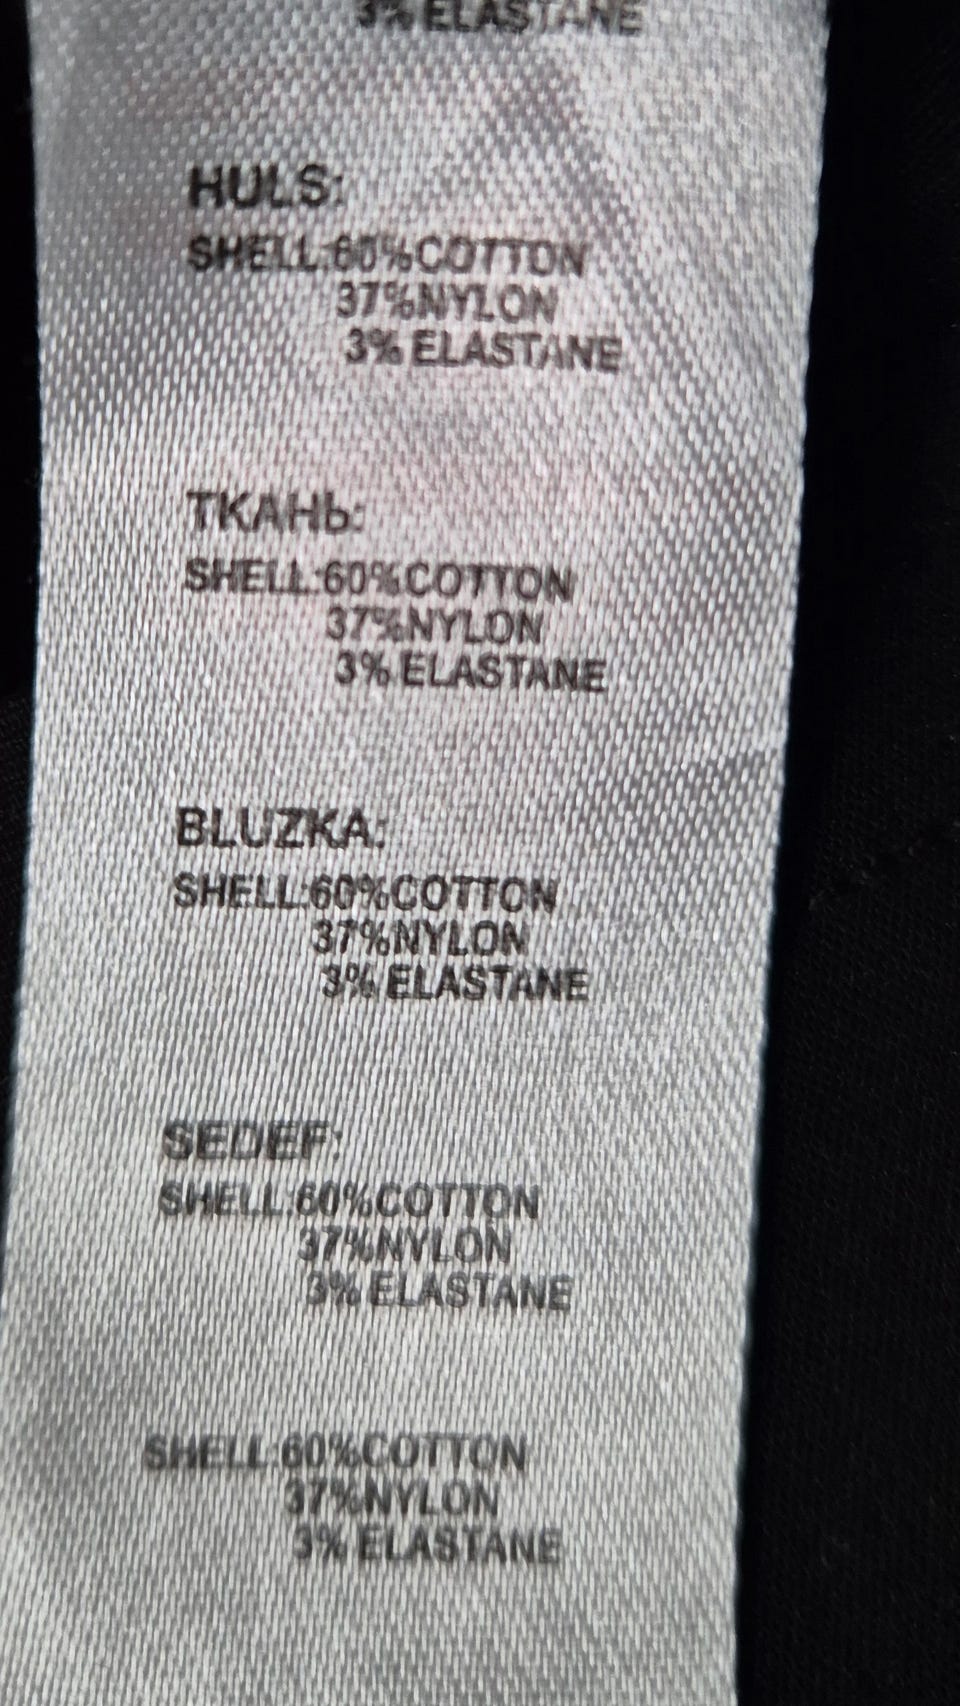 3% ELASTANE
HULS:
SHELL:60%COTTON
37%NYLON
3% ELASTANE
ТКАНЬ:
SHELL:60%COTTON
37%NYLON
3% ELASTANE
BLUZKA:
SHELL:60%COTTON
37%NYLON
3% ELASTANE
SEDEF:
SHELL:60%COTTON
37%NYLON
3% ELASTANE
SHELL:60%COTTON
37%NYLON
3% ELASTANE